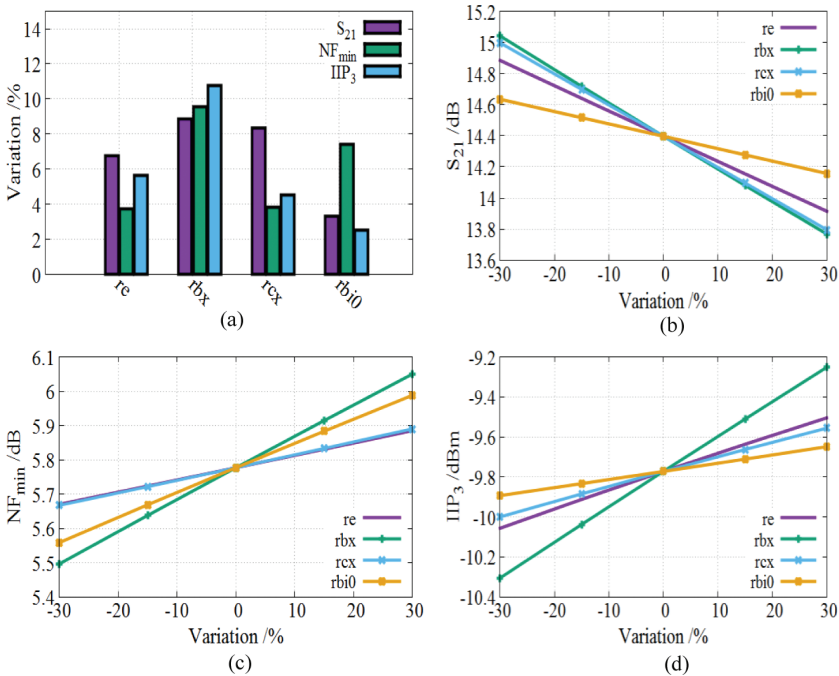 14
12
10
8
6
4
2
0
Variation /%
S21
NFmin
IIP3
re
rbx
rcx
rbi0
(a)
15.2
15
14.8
14.6
14.4
14.2
14
13.8
13.6
S21 /dB
re
rbx
rcx
rbi0
-30 -20 -10 0 10 20 30
Variation /%
(b)
6.1
6
5.9
5.8
5.7
5.6
5.5
5.4
NFmin /dB
re
rbx
rcx
rbi0
-30 -20 -10 0 10 20 30
Variation /%
(c)
-9.2
-9.4
-9.6
-9.8
-10
-10.2
-10.4
IIP3 /dBm
re
rbx
rcx
rbi0
-30 -20 -10 0 10 20 30
Variation /%
(d)